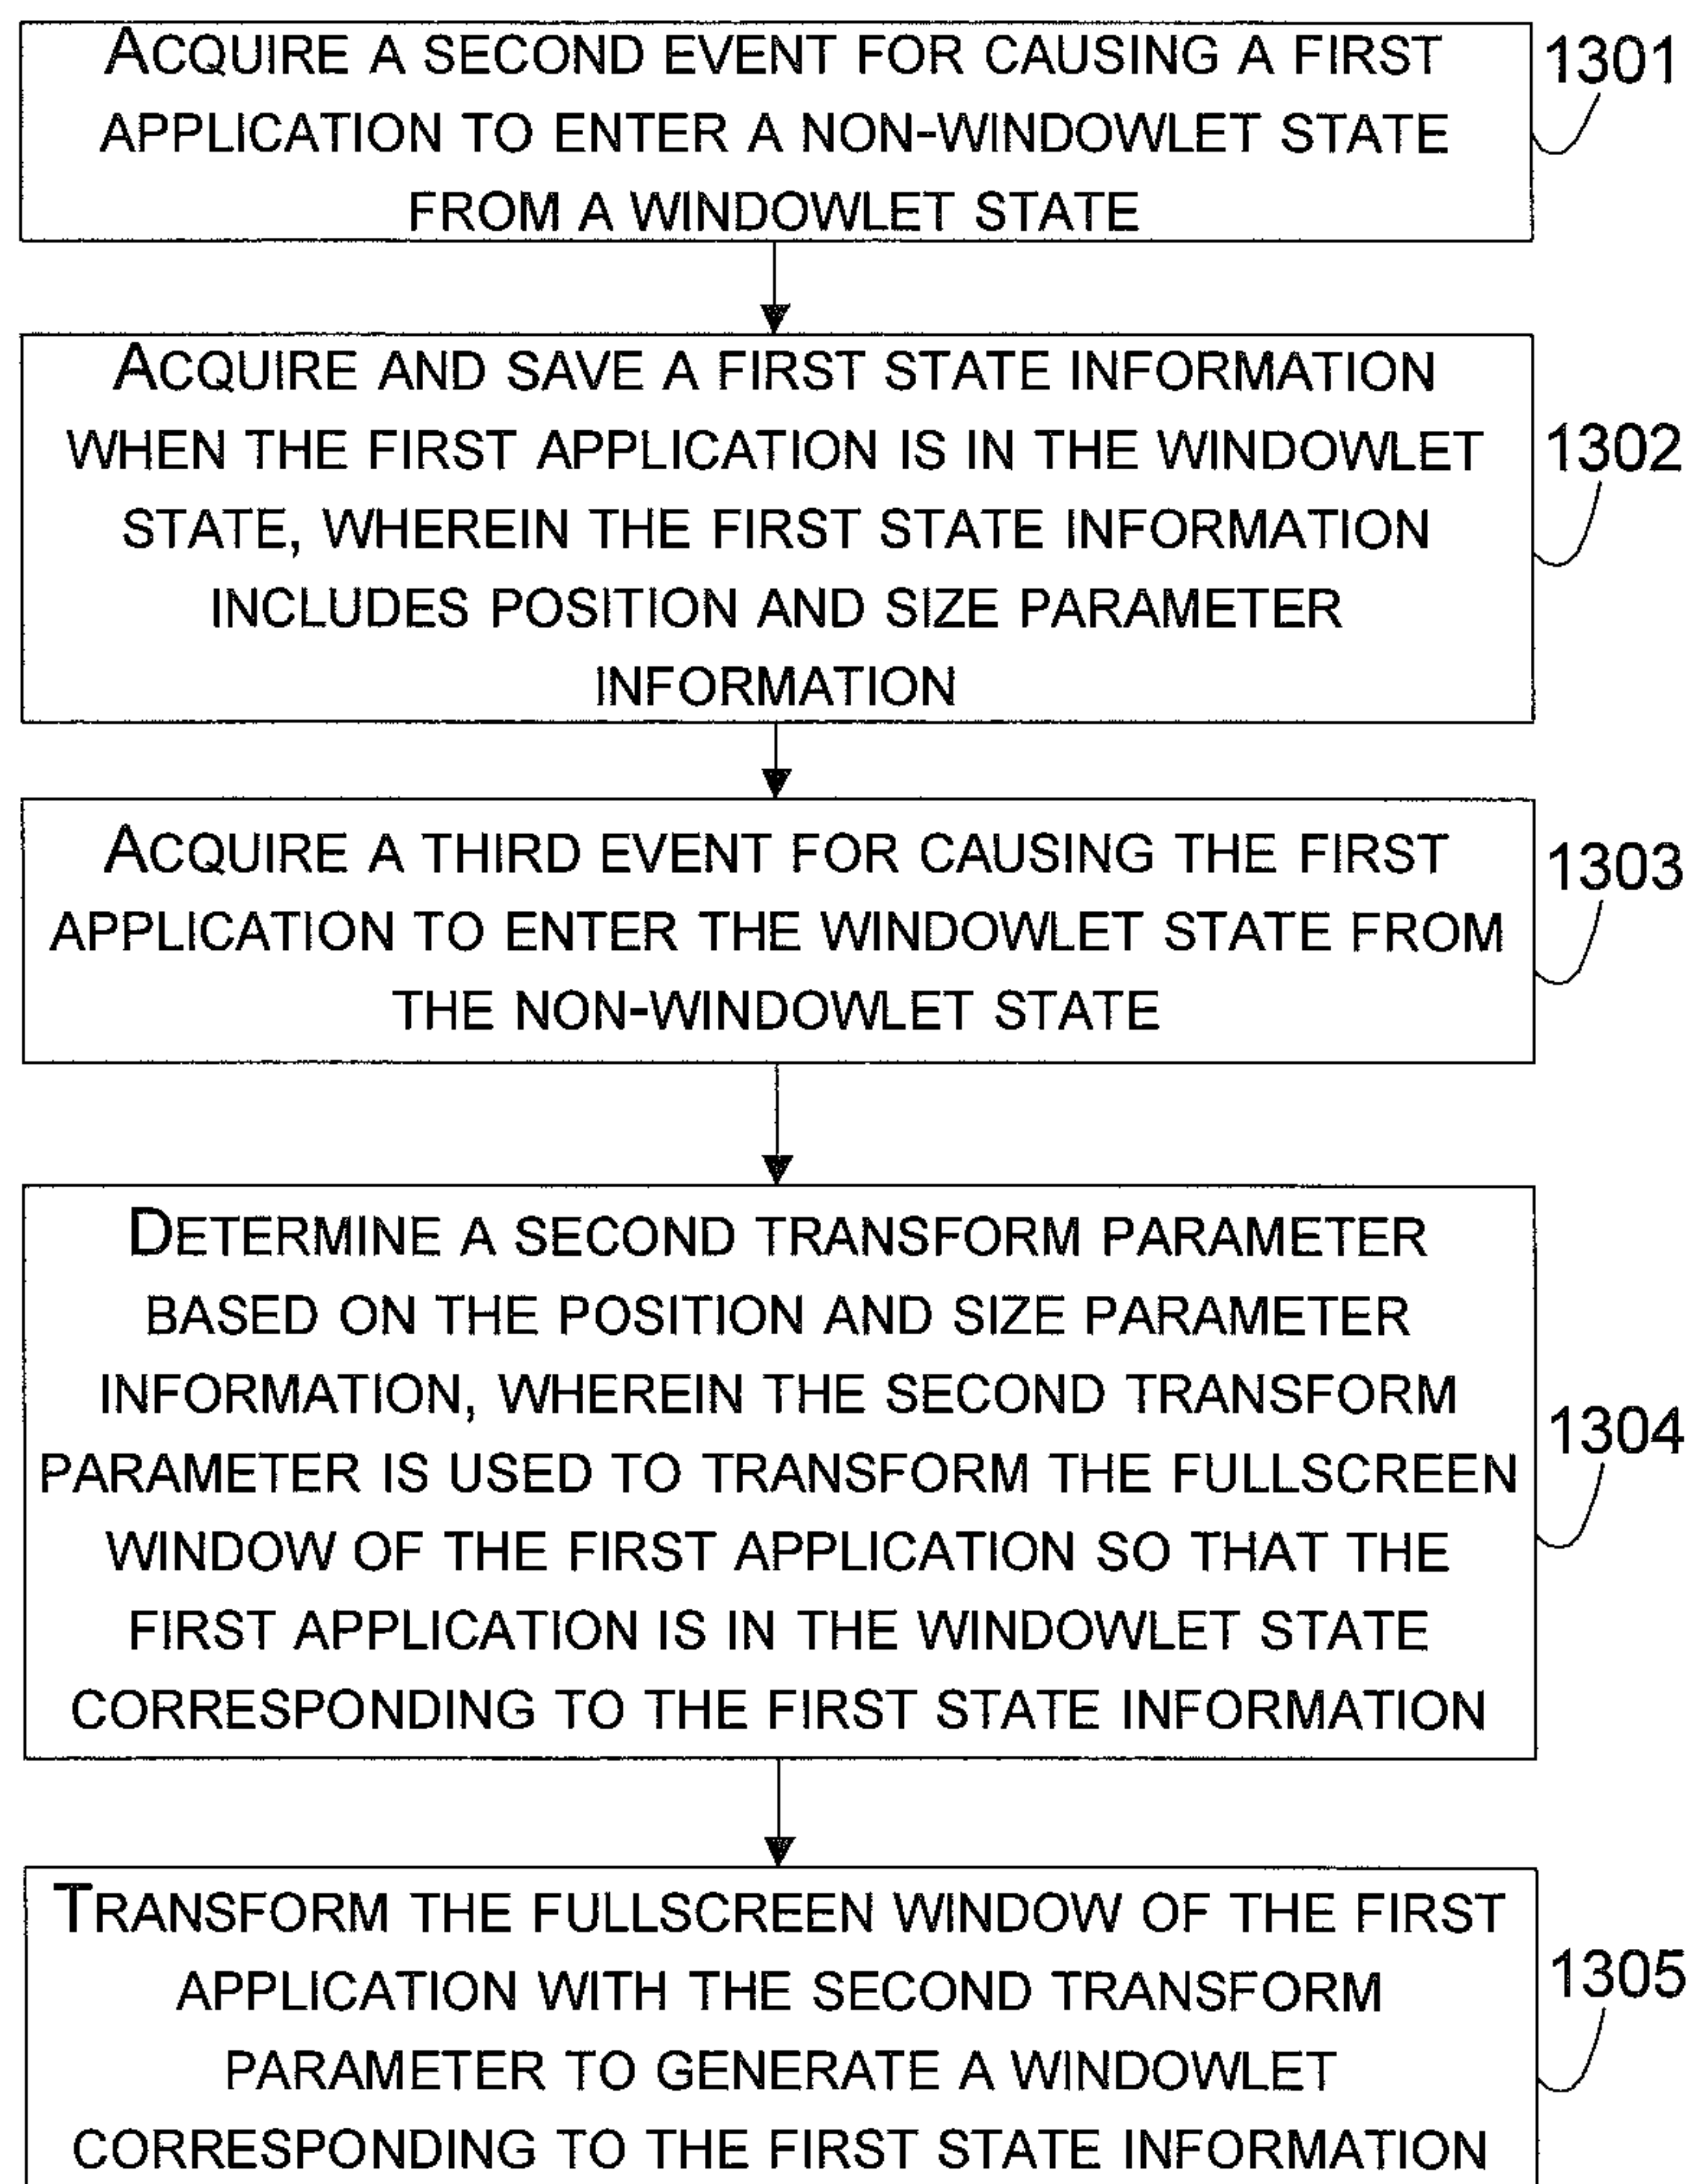 ACQUIRE A SECOND EVENT FOR CAUSING A FIRST
APPLICATION TO ENTER A NON-WINDOWLET STATE
FROM A WINDOWLET STATE
1301
ACQUIRE AND SAVE A FIRST STATE INFORMATION
WHEN THE FIRST APPLICATION IS IN THE WINDOWLET
STATE, WHEREIN THE FIRST STATE INFORMATION
INCLUDES POSITION AND SIZE PARAMETER
INFORMATION
1302
ACQUIRE A THIRD EVENT FOR CAUSING THE FIRST
APPLICATION TO ENTER THE WINDOWLET STATE FROM
THE NON-WINDOWLET STATE
1303
DETERMINE A SECOND TRANSFORM PARAMETER
BASED ON THE POSITION AND SIZE PARAMETER
INFORMATION, WHEREIN THE SECOND TRANSFORM
PARAMETER IS USED TO TRANSFORM THE FULLSCREEN
WINDOW OF THE FIRST APPLICATION SO THAT THE
FIRST APPLICATION IS IN THE WINDOWLET STATE
CORRESPONDING TO THE FIRST STATE INFORMATION
1304
TRANSFORM THE FULLSCREEN WINDOW OF THE FIRST
APPLICATION WITH THE SECOND TRANSFORM
PARAMETER TO GENERATE A WINDOWLET
CORRESPONDING TO THE FIRST STATE INFORMATION
1305